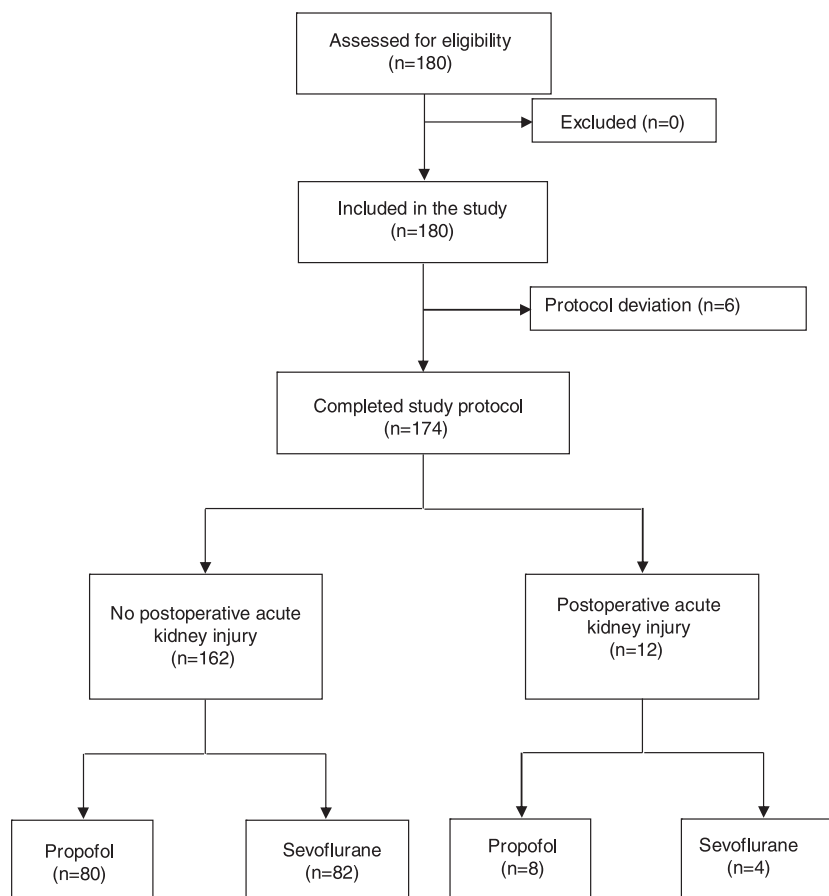 Assessed for eligibility
(n=180)
Excluded (n=0)
Included in the study
(n=180)
Protocol deviation (n=6)
Completed study protocol
(n=174)
No postoperative acute
kidney injury
(n=162)
Postoperative acute
kidney injury
(n=12)
Propofol
(n=80)
Sevoflurane
(n=82)
Propofol
(n=8)
Sevoflurane
(n=4)